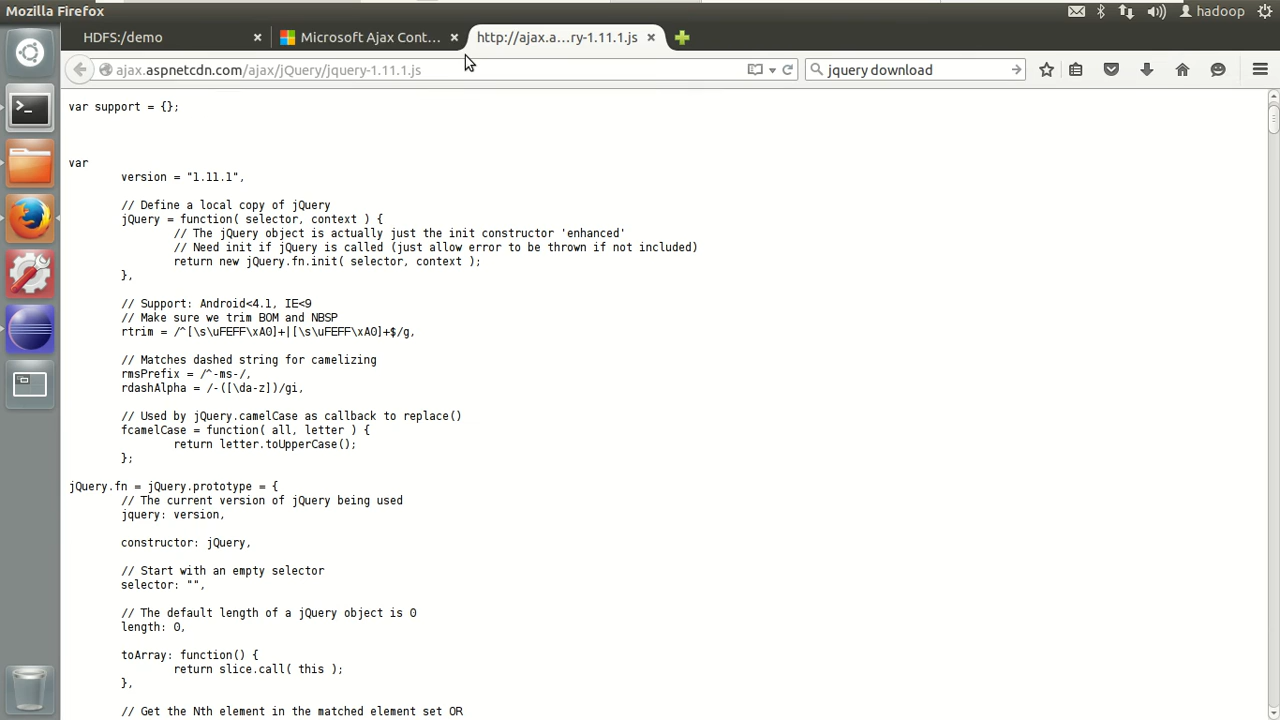 Mozilla Firefox
hadoop
HDFS:/demo
Microsoft Ajax Cont...
http://ajax.a...ry-1.11.1.js
ajax.aspnetcdn.com/ajax/jQuery/jquery-1.11.1.js
jquery download
var support = {};
var
version = "1.11.1",
// Define a local copy of jQuery
jQuery = function( selector, context ) {
// The jQuery object is actually just the init constructor 'enhanced'
// Need init if jQuery is called (just allow error to be thrown if not included)
return new jQuery.fn.init( selector, context );
},
// Support: Android<4.1, IE<9
// Make sure we trim BOM and NBSP
rtrim = /^[\s\uFEFF\xA0]+|[\s\uFEFF\xA0]+$/g,
// Matches dashed string for camelizing
rmsPrefix = /^-ms-/,
rdashAlpha = /-([\da-z])/gi,
// Used by jQuery.camelCase as callback to replace()
fcamelCase = function( all, letter ) {
return letter.toUpperCase();
};
jQuery.fn = jQuery.prototype = {
// The current version of jQuery being used
jquery: version,
constructor: jQuery,
// Start with an empty selector
selector: "",
// The default length of a jQuery object is 0
length: 0,
toArray: function() {
return slice.call( this );
},
// Get the Nth element in the matched element set OR